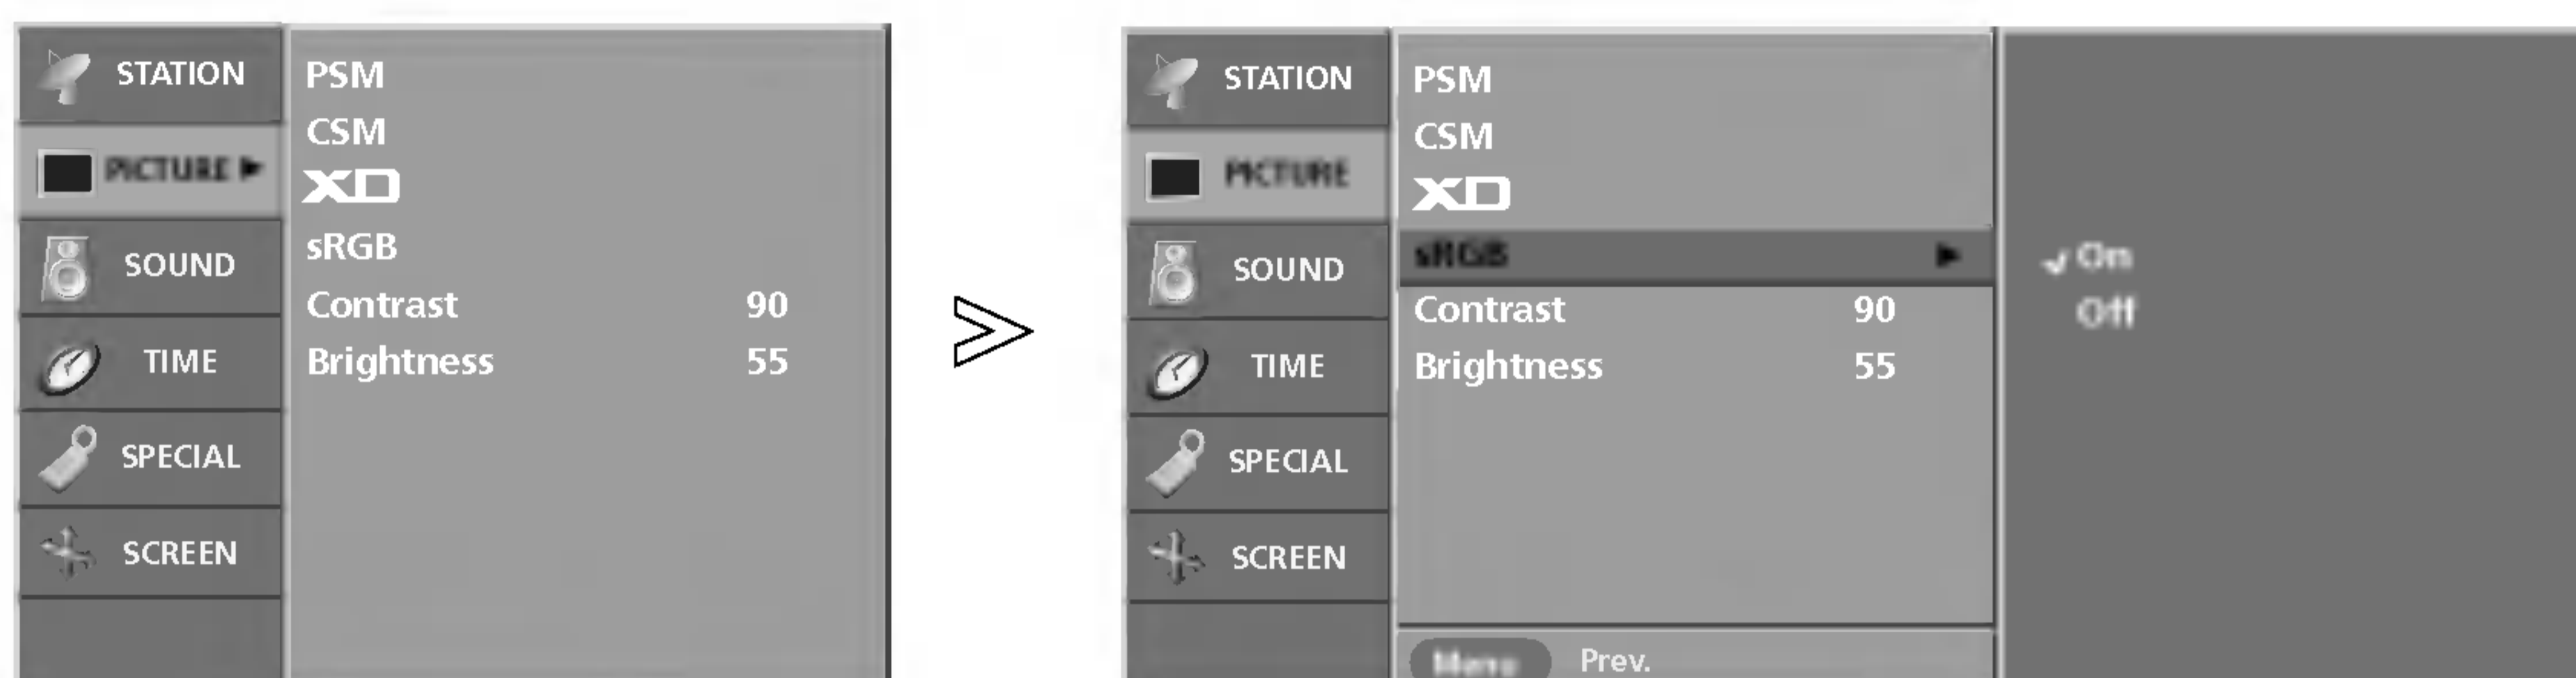 STATION
PICTURE ▶
SOUND
TIME
SPECIAL
SCREEN
PSM
CSM
XD
sRGB
Contrast 90
Brightness 55
STATION
PICTURE
SOUND
TIME
SPECIAL
SCREEN
PSM
CSM
XD
sRGB ▶
Contrast 90
Brightness 55
Menu Prev.
✓ On
Off